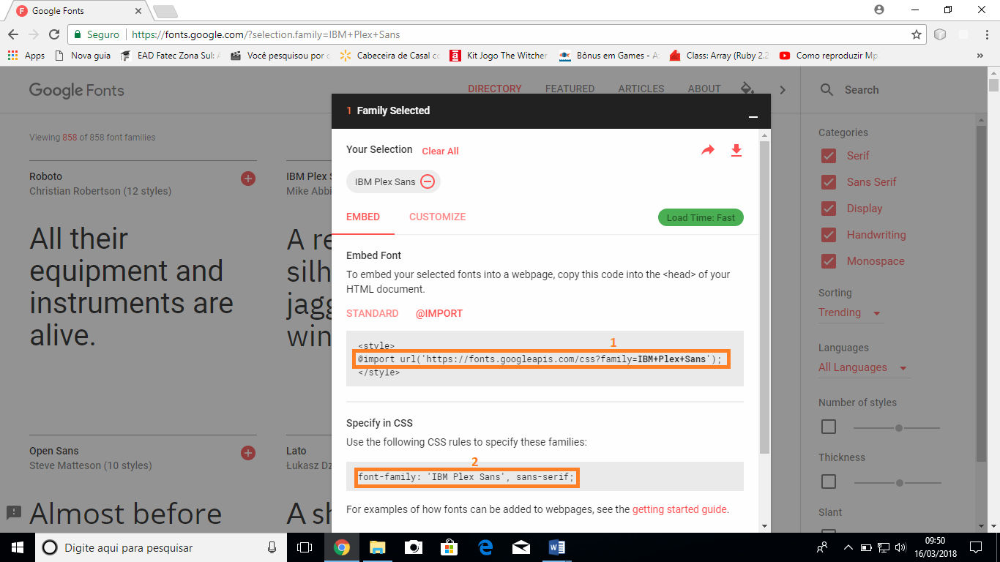 Google Fonts
Seguro
https://fonts.google.com/?selection.family=IBM+Plex+Sans
Apps
Nova guia
EAD Fatec Zona Sul:
Você pesquisou por
Cabeceira de Casal
Kit Jogo The Witcher
Bônus em Games -
Class: Array (Ruby 2.2
Como reproduzir
»
Google Fonts
DIRECTORY
FEATURED
ARTICLES
ABOUT
Search
1 Family Selected
Viewing 858 of 858 font families
Roboto
Christian Robertson (12 styles)
All their
equipment and
instruments are
alive.
IBM Plex
Mike
A
Your Selection
Clear All
IBM Plex Sans
EMBED
CUSTOMIZE
Load Time: Fast
Embed Font
To embed your selected fonts into a webpage, copy this code into the <head> of your
HTML document.
STANDARD
@IMPORT
1
<style>
@import url('https://fonts.googleapis.com/css?family=IBM+Plex+Sans');
</style>
Specify in CSS
Use the following CSS rules to specify these families:
2
font-family: 'IBM Plex Sans', sans-serif;
For examples of how fonts can be added to webpages, see the getting started guide.
Open Sans
Steve Matteson (10 styles)
Almost before
Lato
Łukasz
A
Categories
Serif
Sans Serif
Display
Handwriting
Monospace
Sorting
Trending
Languages
All Languages
Number of styles
Thickness
Slant
Digite aqui para pesquisar
09:50
16/03/2018